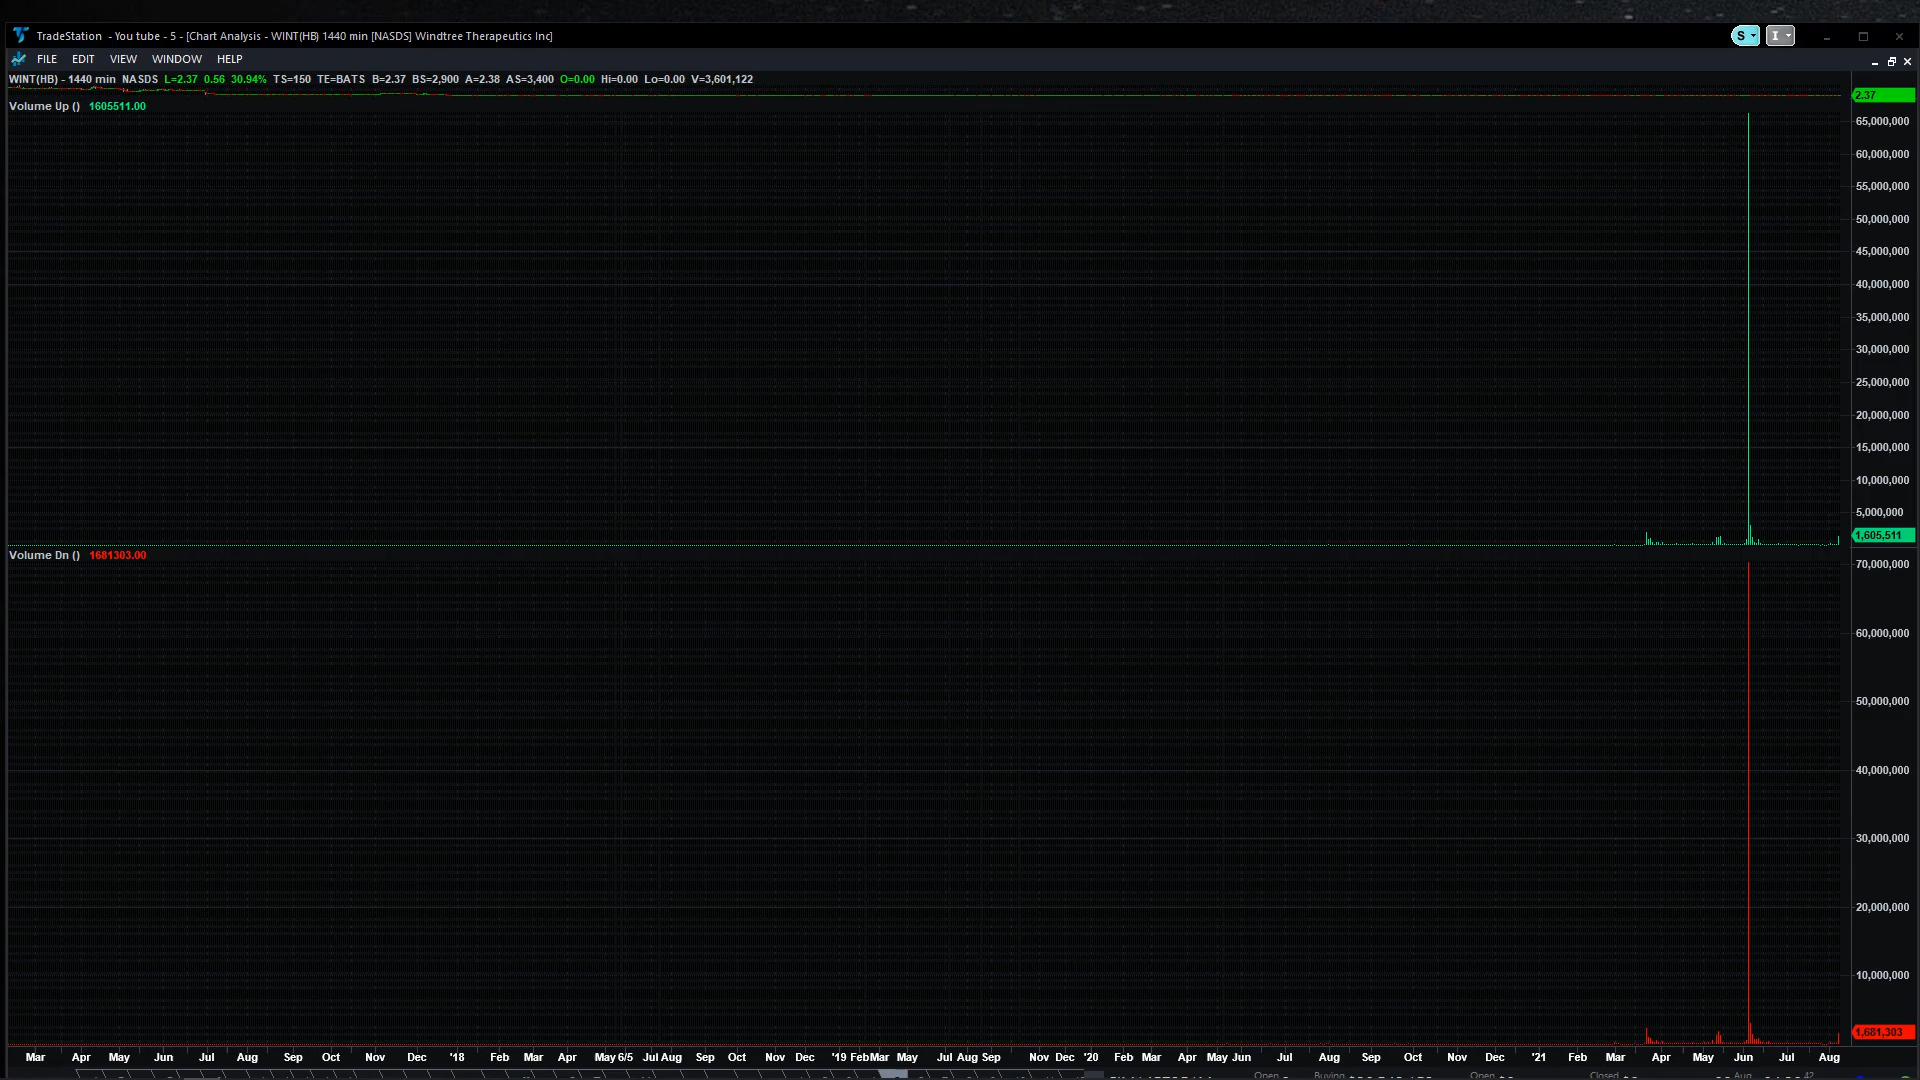 TradeStation - You tube - 5 - [Chart Analysis - WINT(HB) 1440 min [NASDS] Windtree Therapeutics Inc]
S I
FILE EDIT VIEW WINDOW HELP
WINT(HB) - 1440 min NASDS L=2.37 0.56 30.94% TS=150 TE=BATS B=2.37 BS=2,900 A=2.38 AS=3,400 O=0.00 Hi=0.00 Lo=0.00 V=3,601,122
2.37
Volume Up () 1605511.00
65,000,000
60,000,000
55,000,000
50,000,000
45,000,000
40,000,000
35,000,000
30,000,000
25,000,000
20,000,000
15,000,000
10,000,000
5,000,000
1,605,511
Volume Dn () 1681303.00
70,000,000
60,000,000
50,000,000
40,000,000
30,000,000
20,000,000
10,000,000
1,681,303
Mar Apr May Jun Jul Aug Sep Oct Nov Dec '18 Feb Mar Apr May 6/5 Jul Aug Sep Oct Nov Dec '19 Feb Mar May Jul Aug Sep Nov Dec '20 Feb Mar Apr May Jun Jul Aug Sep Oct Nov Dec '21 Feb Mar Apr May Jun Jul Aug
Open Buying Open Closed Aug